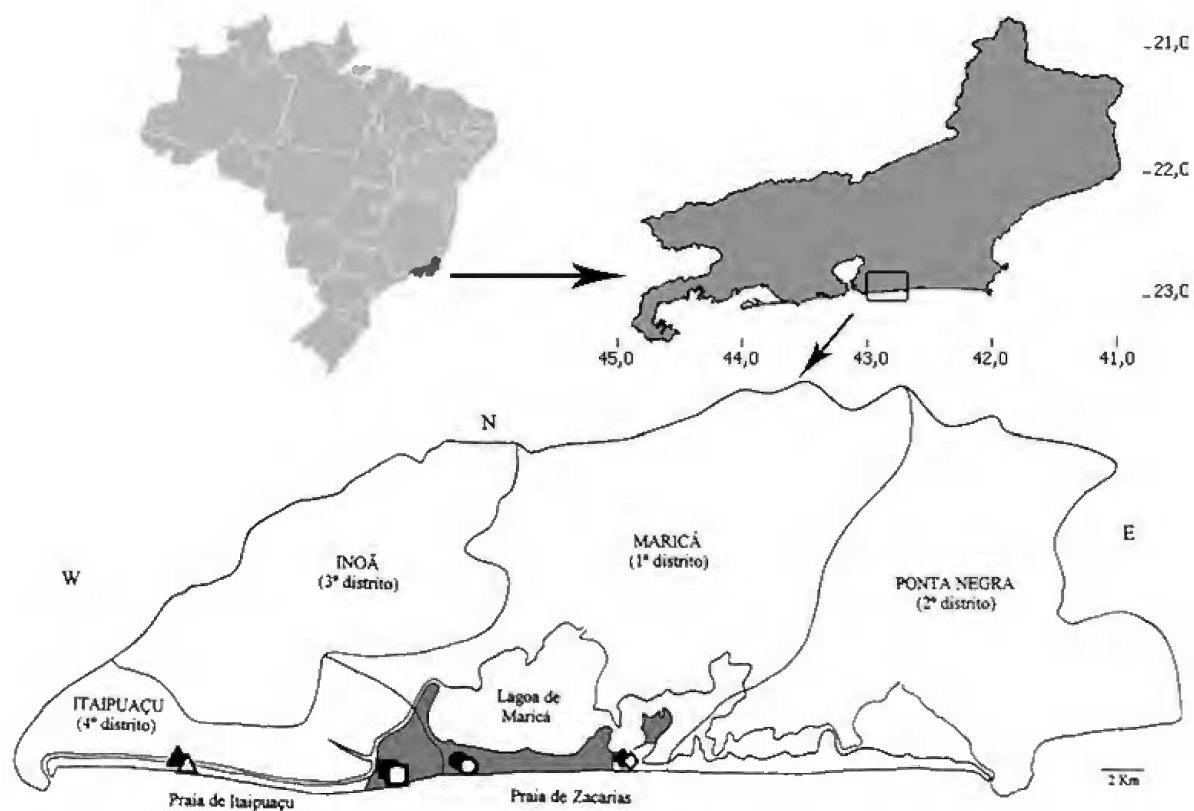 -21,0
-22,0
-23,0
45,0
44,0
43,0
42,0
41,0
N
W
E
INOÃ
(3º distrito)
MARICÁ
(1º distrito)
PONTA NEGRA
(2º distrito)
ITAIPUAÇU
(4º distrito)
Lagoa de
Maricá
2 Km
Praia de Itaipuaçu
Praia de Zacarias